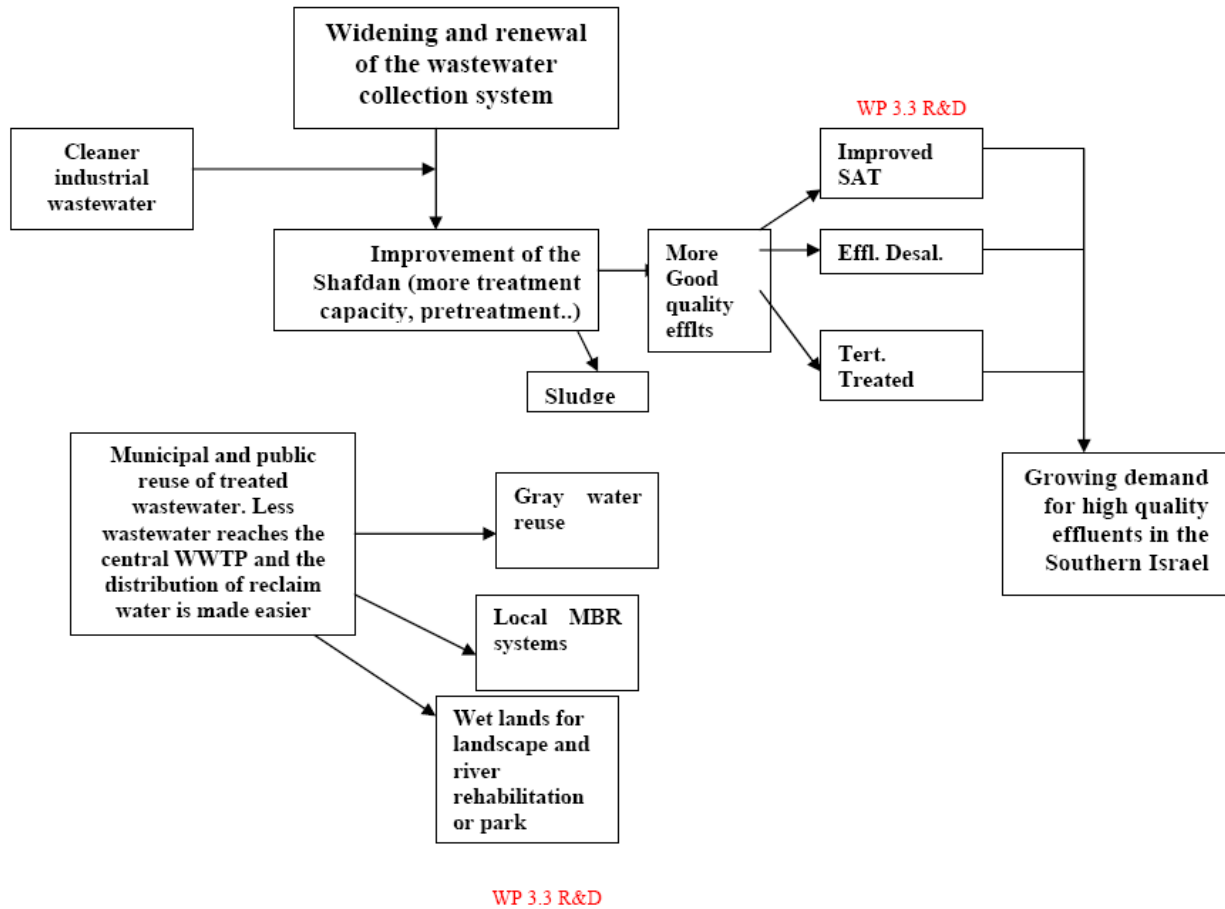 Widening and renewal
of the wastewater
collection system
WP 3.3 R&D
Cleaner
industrial
wastewater
Improved
SAT
Improvement of the
Shafdan (more treatment
capacity, pretreatment..)
More
Good
quality
efflts
Effl. Desal.
Tert.
Treated
Sludge
Municipal and public
reuse of treated
wastewater. Less
wastewater reaches the
central WWTP and the
distribution of reclaim
water is made easier
Gray water
reuse
Growing demand
for high quality
effluents in the
Southern Israel
Local MBR
systems
Wet lands for
landscape and
river
rehabilitation
or park
WP 3.3 R&D